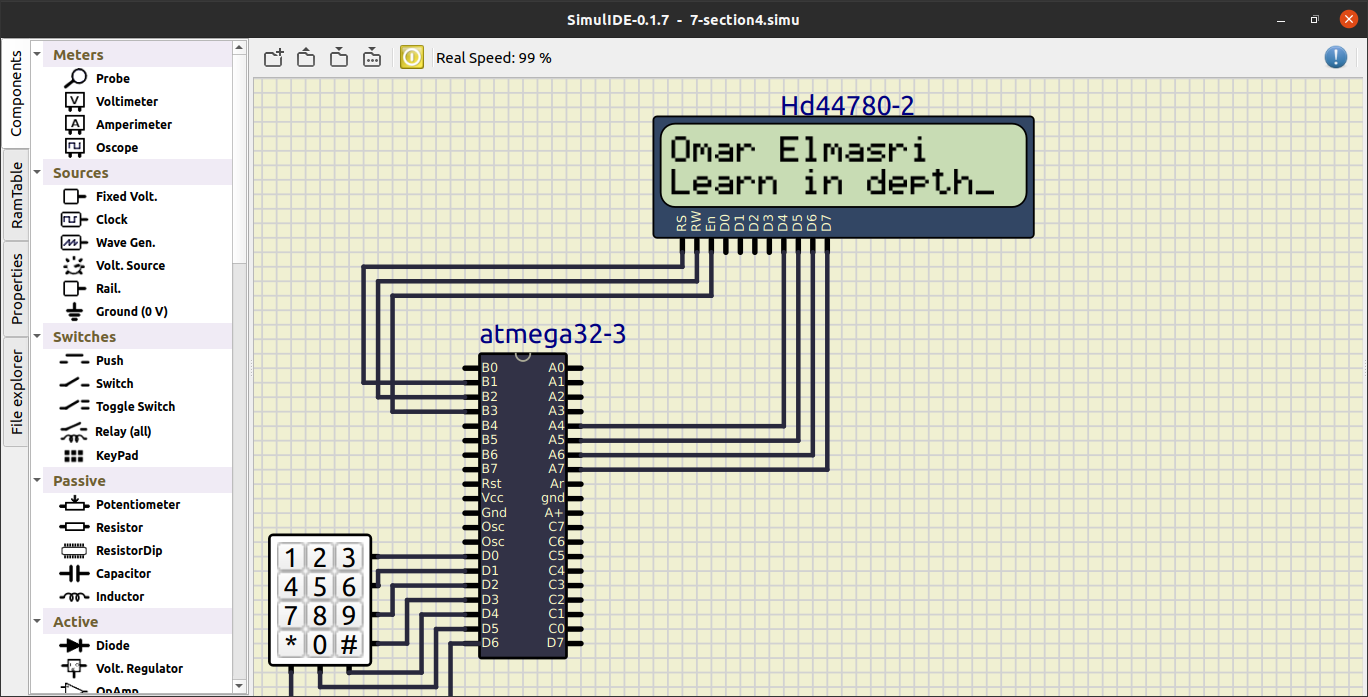 SimulIDE-0.1.7 - 7-section4.simu
Components
RamTable
Properties
File explorer
Meters
Probe
Voltimeter
Amperimeter
Oscope
Sources
Fixed Volt.
Clock
Wave Gen.
Volt. Source
Rail.
Ground (0 V)
Switches
Push
Switch
Toggle Switch
Relay (all)
KeyPad
Passive
Potentiometer
Resistor
ResistorDip
Capacitor
Inductor
Active
Diode
Volt. Regulator
OpAmp
Real Speed: 99 %
Hd44780-2
Omar Elmasri
Learn in depth_
RS RW En D0 D1 D2 D3 D4 D5 D6 D7
atmega32-3
B0 A0
B1 A1
B2 A2
B3 A3
B4 A4
B5 A5
B6 A6
B7 A7
Rst Ar
Vcc gnd
Gnd A+
Osc C7
Osc C6
D0 C5
D1 C4
D2 C3
D3 C2
D4 C1
D5 C0
D6 D7
1 2 3
4 5 6
7 8 9
* 0 #